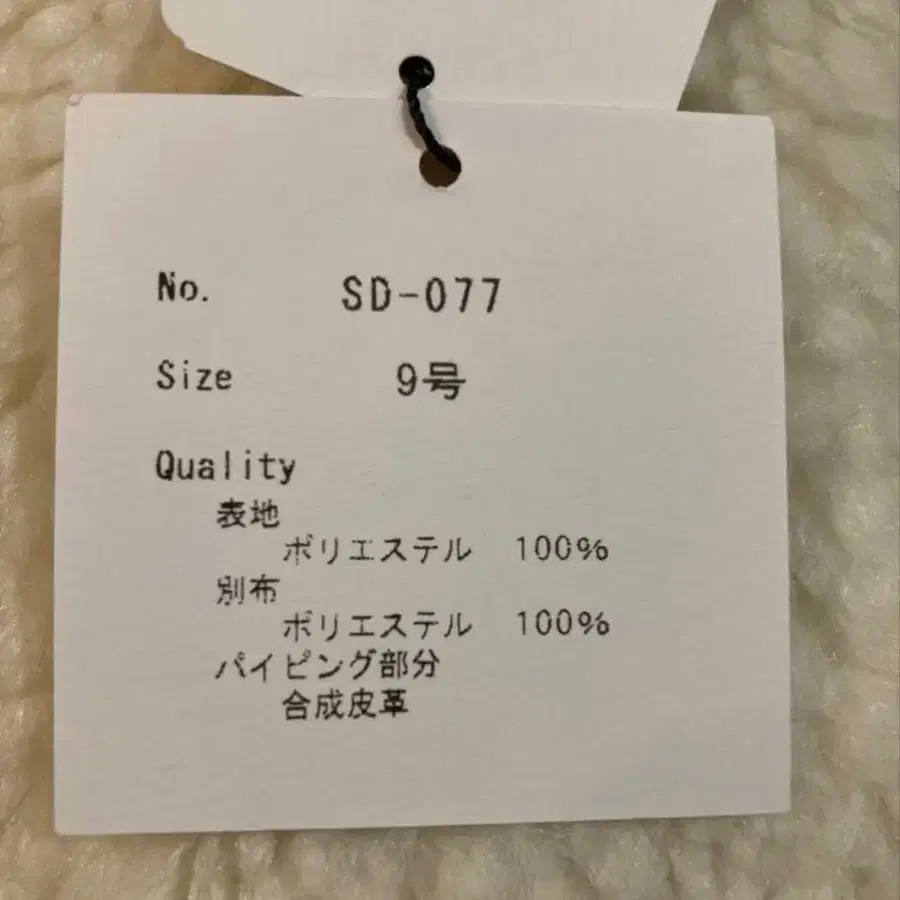 No. SD-077
Size 9号
Quality
表地
ポリエステル 100%
別布
ポリエステル 100%
パイピング部分
合成皮革